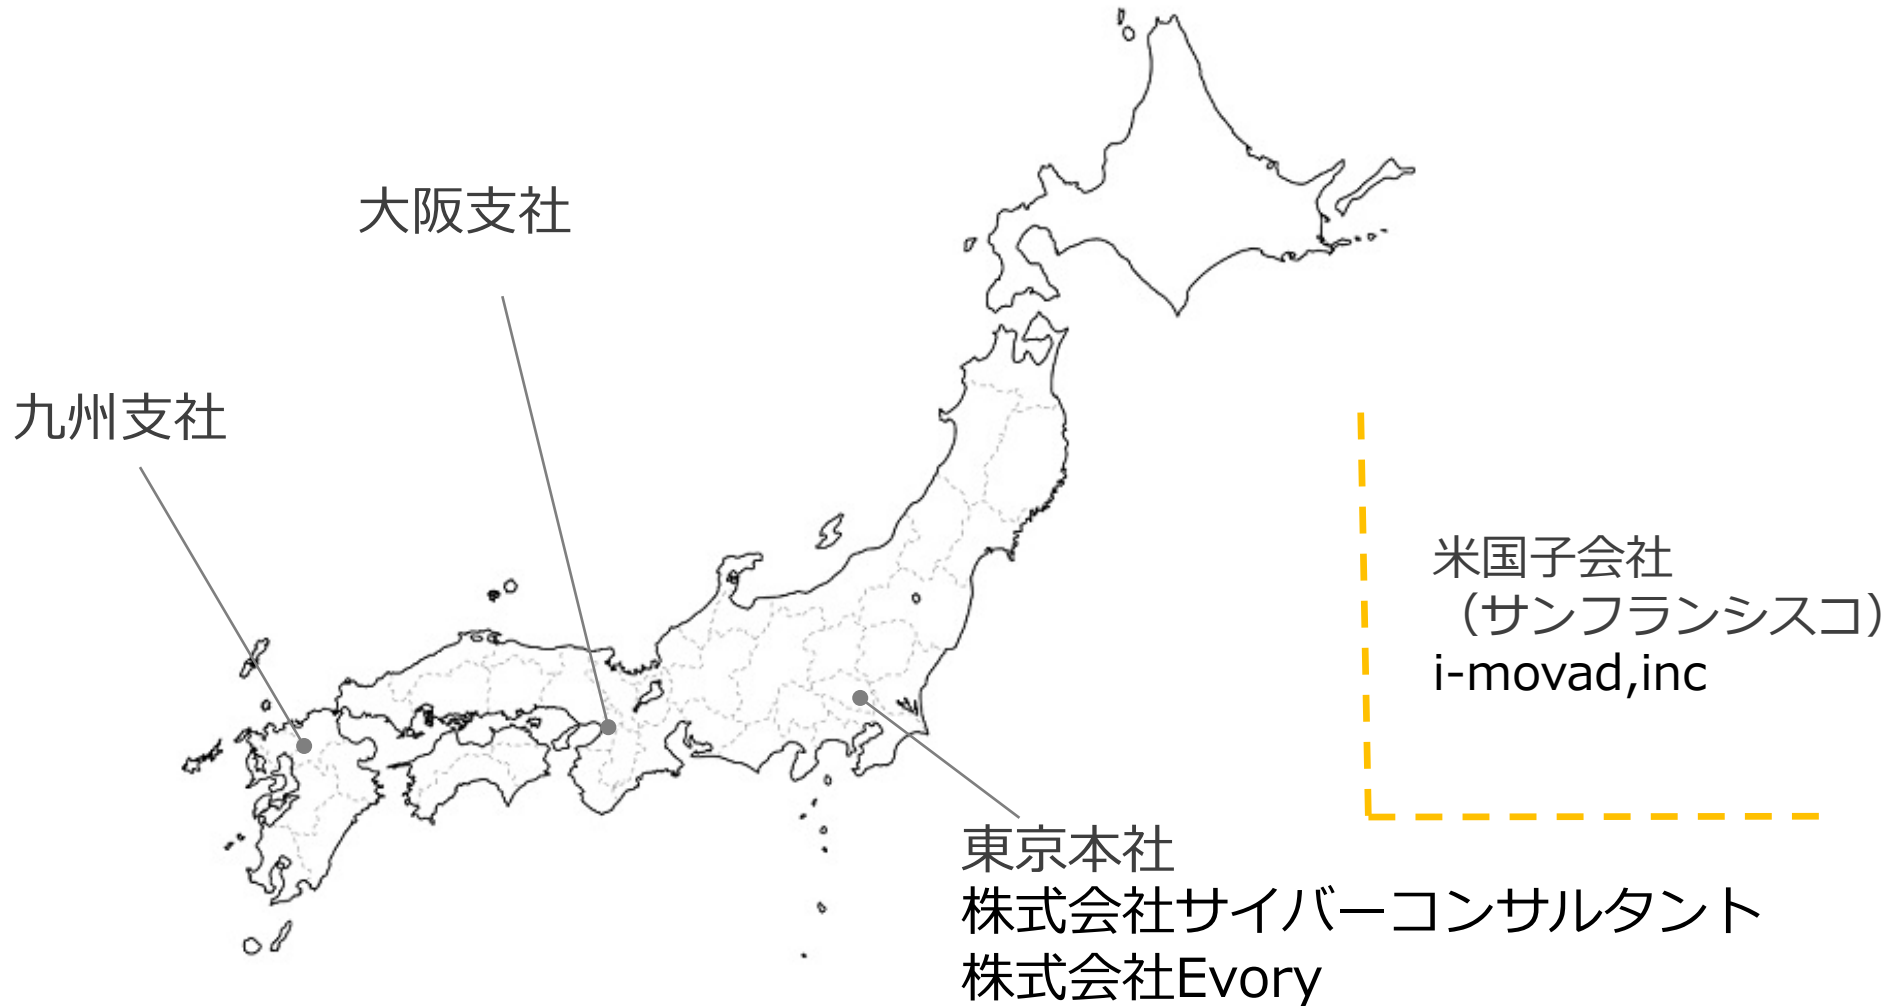 大阪支社
九州支社
米国子会社
（サンフランシスコ）
i-movad,inc
東京本社
株式会社サイバーコンサルタント
株式会社Evory